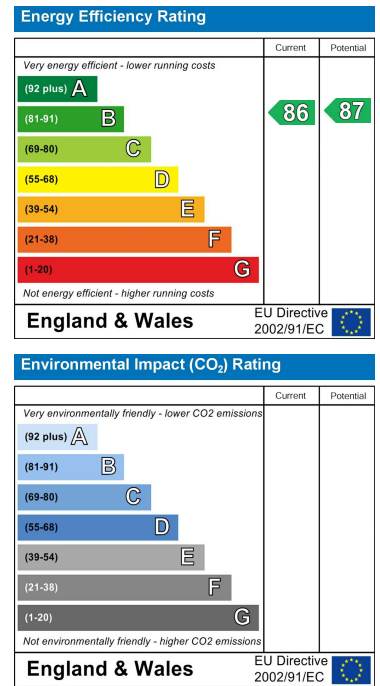 Energy Efficiency Rating
Current Potential
Very energy efficient - lower running costs
(92 plus) A
(81-91) B
86 87
(69-80) C
(55-68) D
(39-54) E
(21-38) F
(1-20) G
Not energy efficient - higher running costs
England & Wales
EU Directive
2002/91/EC
Environmental Impact (CO₂) Rating
Current Potential
Very environmentally friendly - lower CO2 emissions
(92 plus) A
(81-91) B
(69-80) C
(55-68) D
(39-54) E
(21-38) F
(1-20) G
Not environmentally friendly - higher CO2 emissions
England & Wales
EU Directive
2002/91/EC